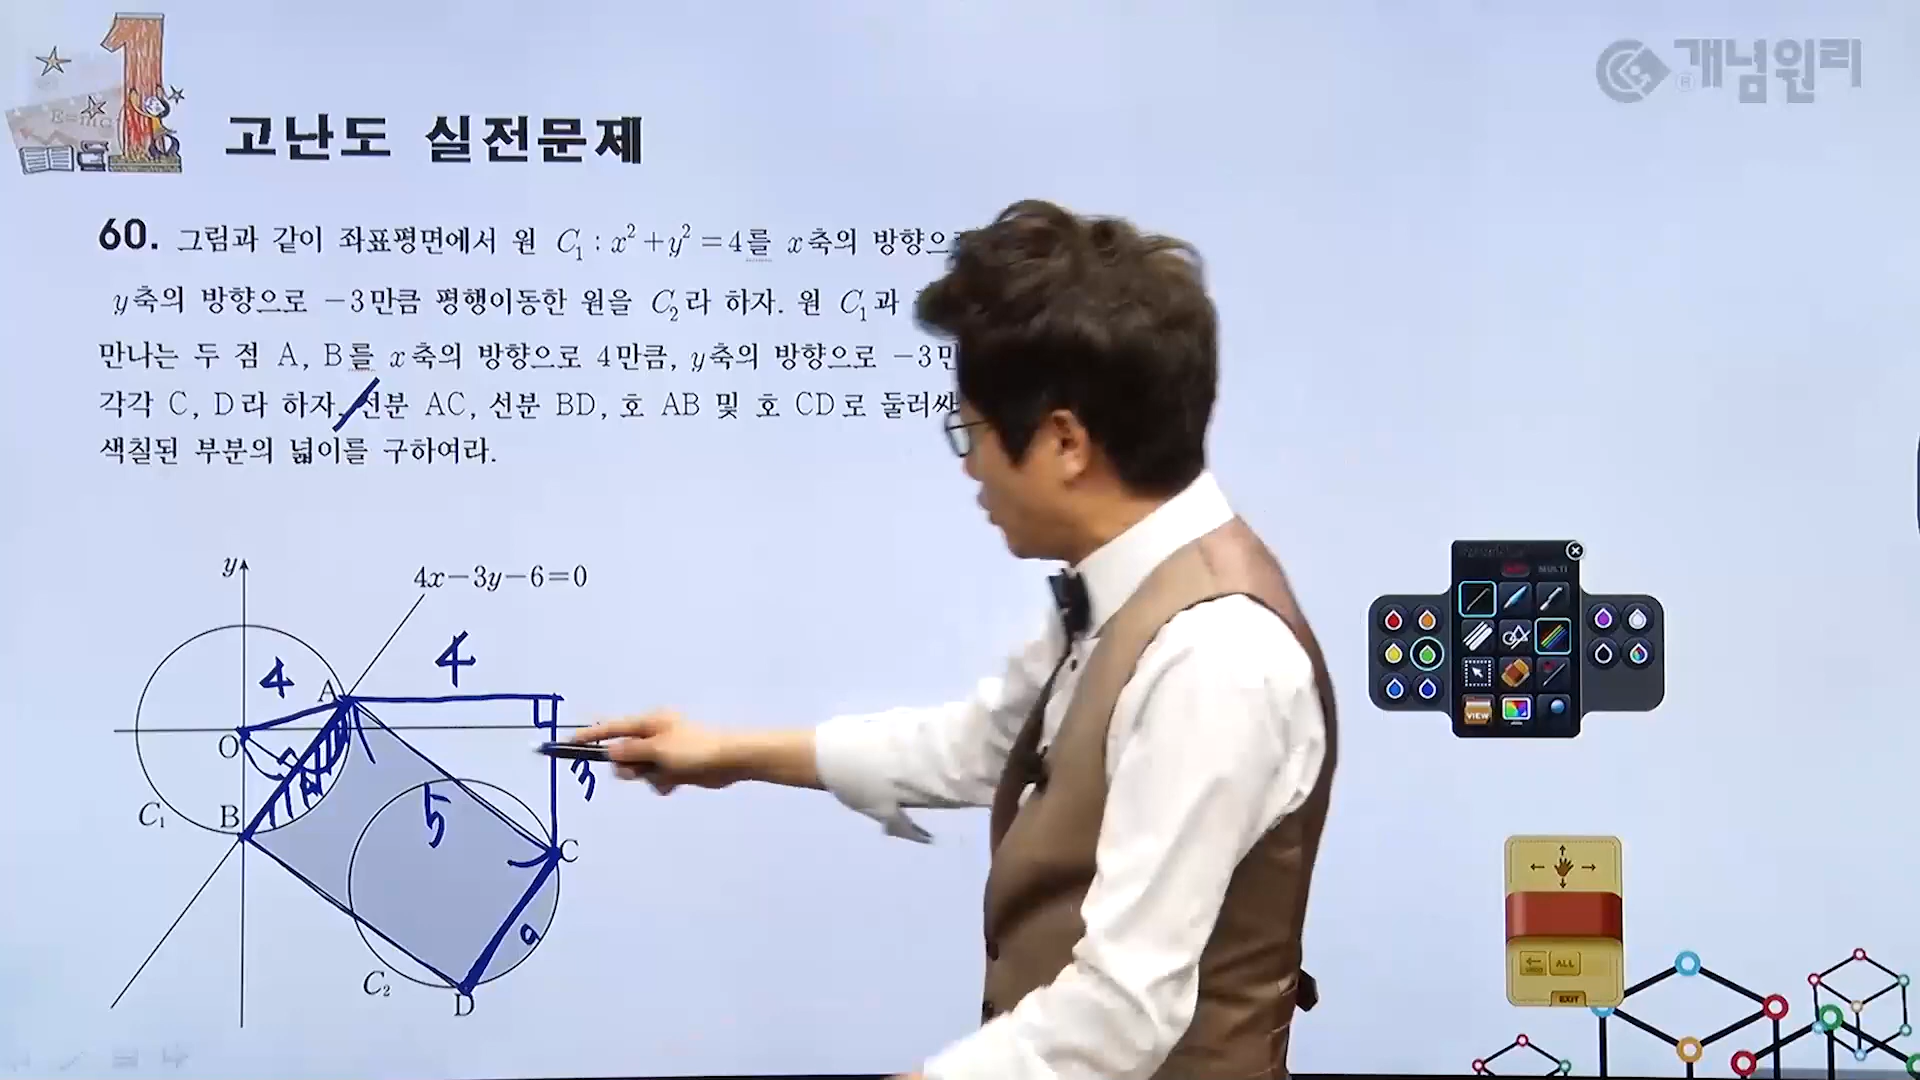 1
개념원리
E=mc
고난도 실전문제
60. 그림과 같이 좌표평면에서 원 C₁ : x²+y²=4를 x축의 방향으
y축의 방향으로 −3만큼 평행이동한 원을 C₂라 하자. 원 C₁과
만나는 두 점 A, B를 x축의 방향으로 4만큼, y축의 방향으로 −3만
각각 C, D라 하자. 선분 AC, 선분 BD, 호 AB 및 호 CD로 둘러싸
색칠된 부분의 넓이를 구하여라.
y
4x−3y−6=0
4
4
A
O
3
B
C₁
5
C
a
C₂
D
MULTI
VIEW
ALL
EXIT